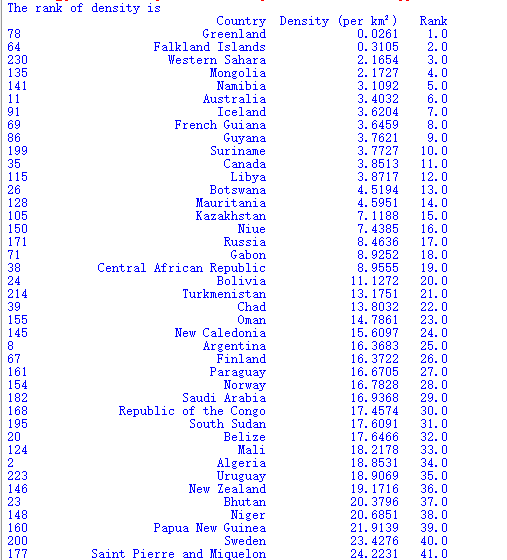 The rank of density is
Country Density (per km²) Rank
78 Greenland 0.0261 1.0
64 Falkland Islands 0.3105 2.0
230 Western Sahara 2.1654 3.0
135 Mongolia 2.1727 4.0
141 Namibia 3.1092 5.0
11 Australia 3.4032 6.0
91 Iceland 3.6204 7.0
69 French Guiana 3.6459 8.0
86 Guyana 3.7621 9.0
199 Suriname 3.7727 10.0
35 Canada 3.8513 11.0
115 Libya 3.8717 12.0
26 Botswana 4.5194 13.0
128 Mauritania 4.5951 14.0
105 Kazakhstan 7.1188 15.0
150 Niue 7.4385 16.0
171 Russia 8.4636 17.0
71 Gabon 8.9252 18.0
38 Central African Republic 8.9555 19.0
24 Bolivia 11.1272 20.0
214 Turkmenistan 13.1751 21.0
39 Chad 13.8032 22.0
155 Oman 14.7861 23.0
145 New Caledonia 15.6097 24.0
8 Argentina 16.3683 25.0
67 Finland 16.3722 26.0
161 Paraguay 16.6705 27.0
154 Norway 16.7828 28.0
182 Saudi Arabia 16.9368 29.0
168 Republic of the Congo 17.4574 30.0
195 South Sudan 17.6091 31.0
20 Belize 17.6466 32.0
124 Mali 18.2178 33.0
2 Algeria 18.8531 34.0
223 Uruguay 18.9069 35.0
146 New Zealand 19.1716 36.0
23 Bhutan 20.3796 37.0
148 Niger 20.6851 38.0
160 Papua New Guinea 21.9139 39.0
200 Sweden 23.4276 40.0
177 Saint Pierre and Miquelon 24.2231 41.0